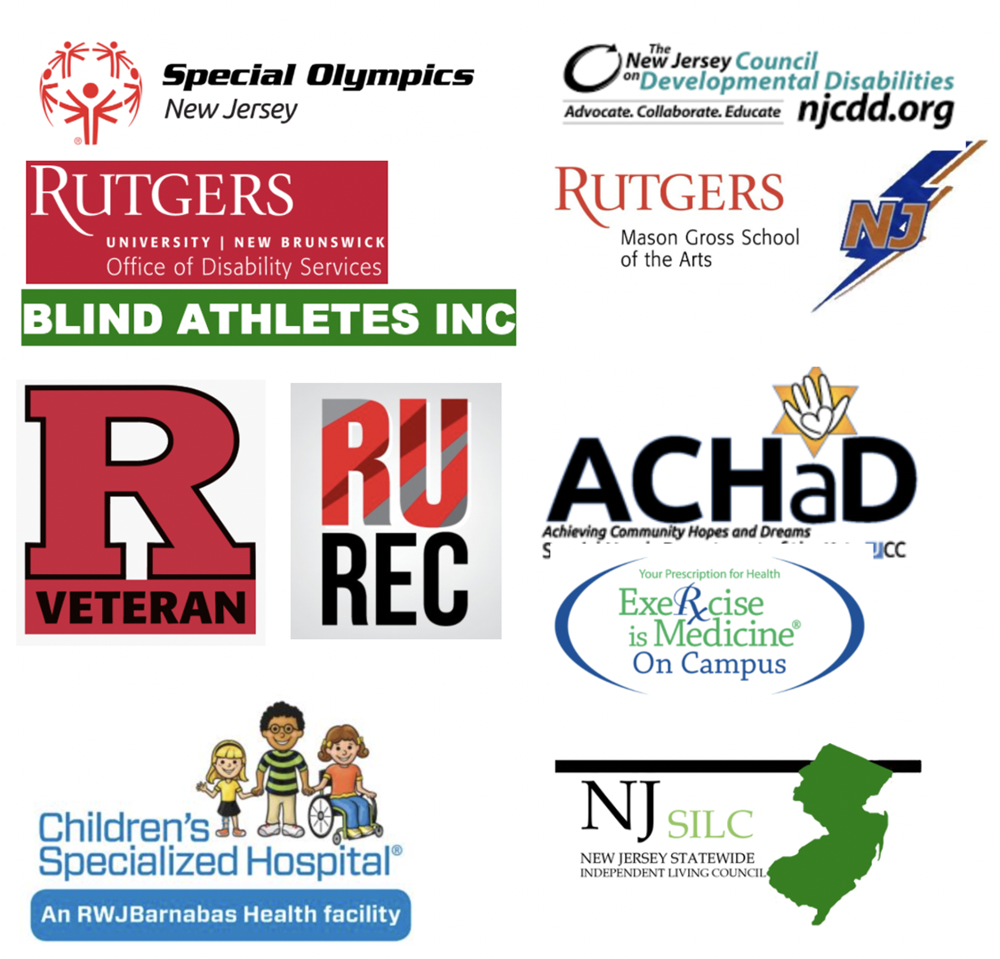 Special Olympics
New Jersey
®
The
New Jersey Council
on Developmental Disabilities
Advocate. Collaborate. Educate njcdd.org
RUTGERS
UNIVERSITY | NEW BRUNSWICK
Office of Disability Services
RUTGERS
Mason Gross School
of the Arts
NJ
BLIND ATHLETES INC
R
VETERAN
RU
REC
ACHaD
Achieving Community Hopes and Dreams
CC
Your Prescription for Health
ExeRxcise
is Medicine®
On Campus
Children's
Specialized Hospital®
An RWJBarnabas Health facility
NJ SILC
NEW JERSEY STATEWIDE
INDEPENDENT LIVING COUNCIL